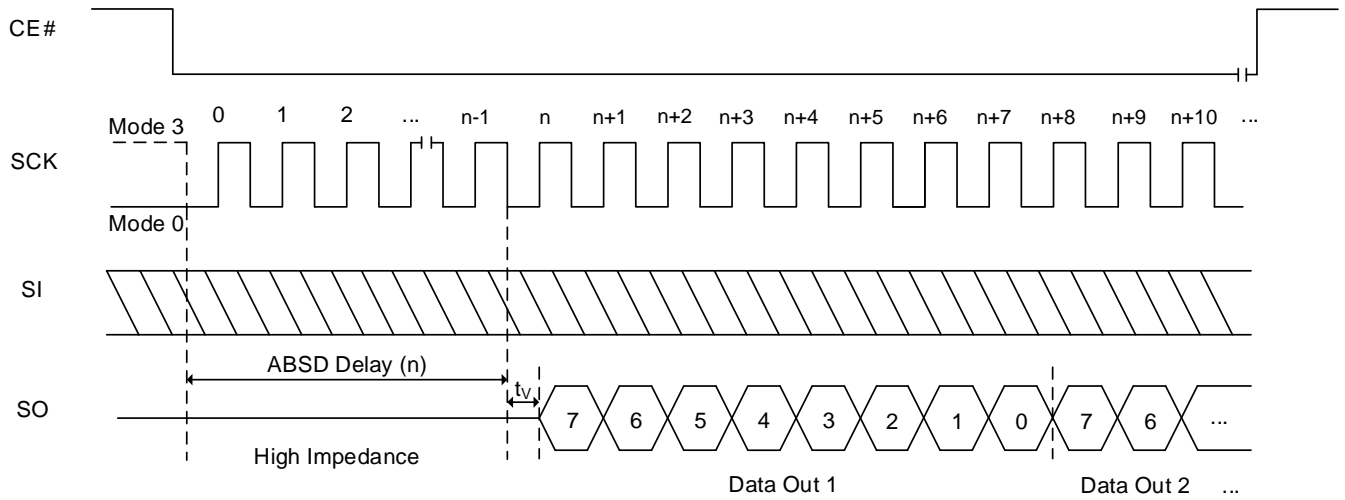 CE#
0 1 2 ... n-1 n n+1 n+2 n+3 n+4 n+5 n+6 n+7 n+8 n+9 n+10 ...
Mode 3
SCK
Mode 0
SI
ABSD Delay (n)
tV
SO
7 6 5 4 3 2 1 0 7 6 ...
High Impedance
Data Out 1 Data Out 2 ...